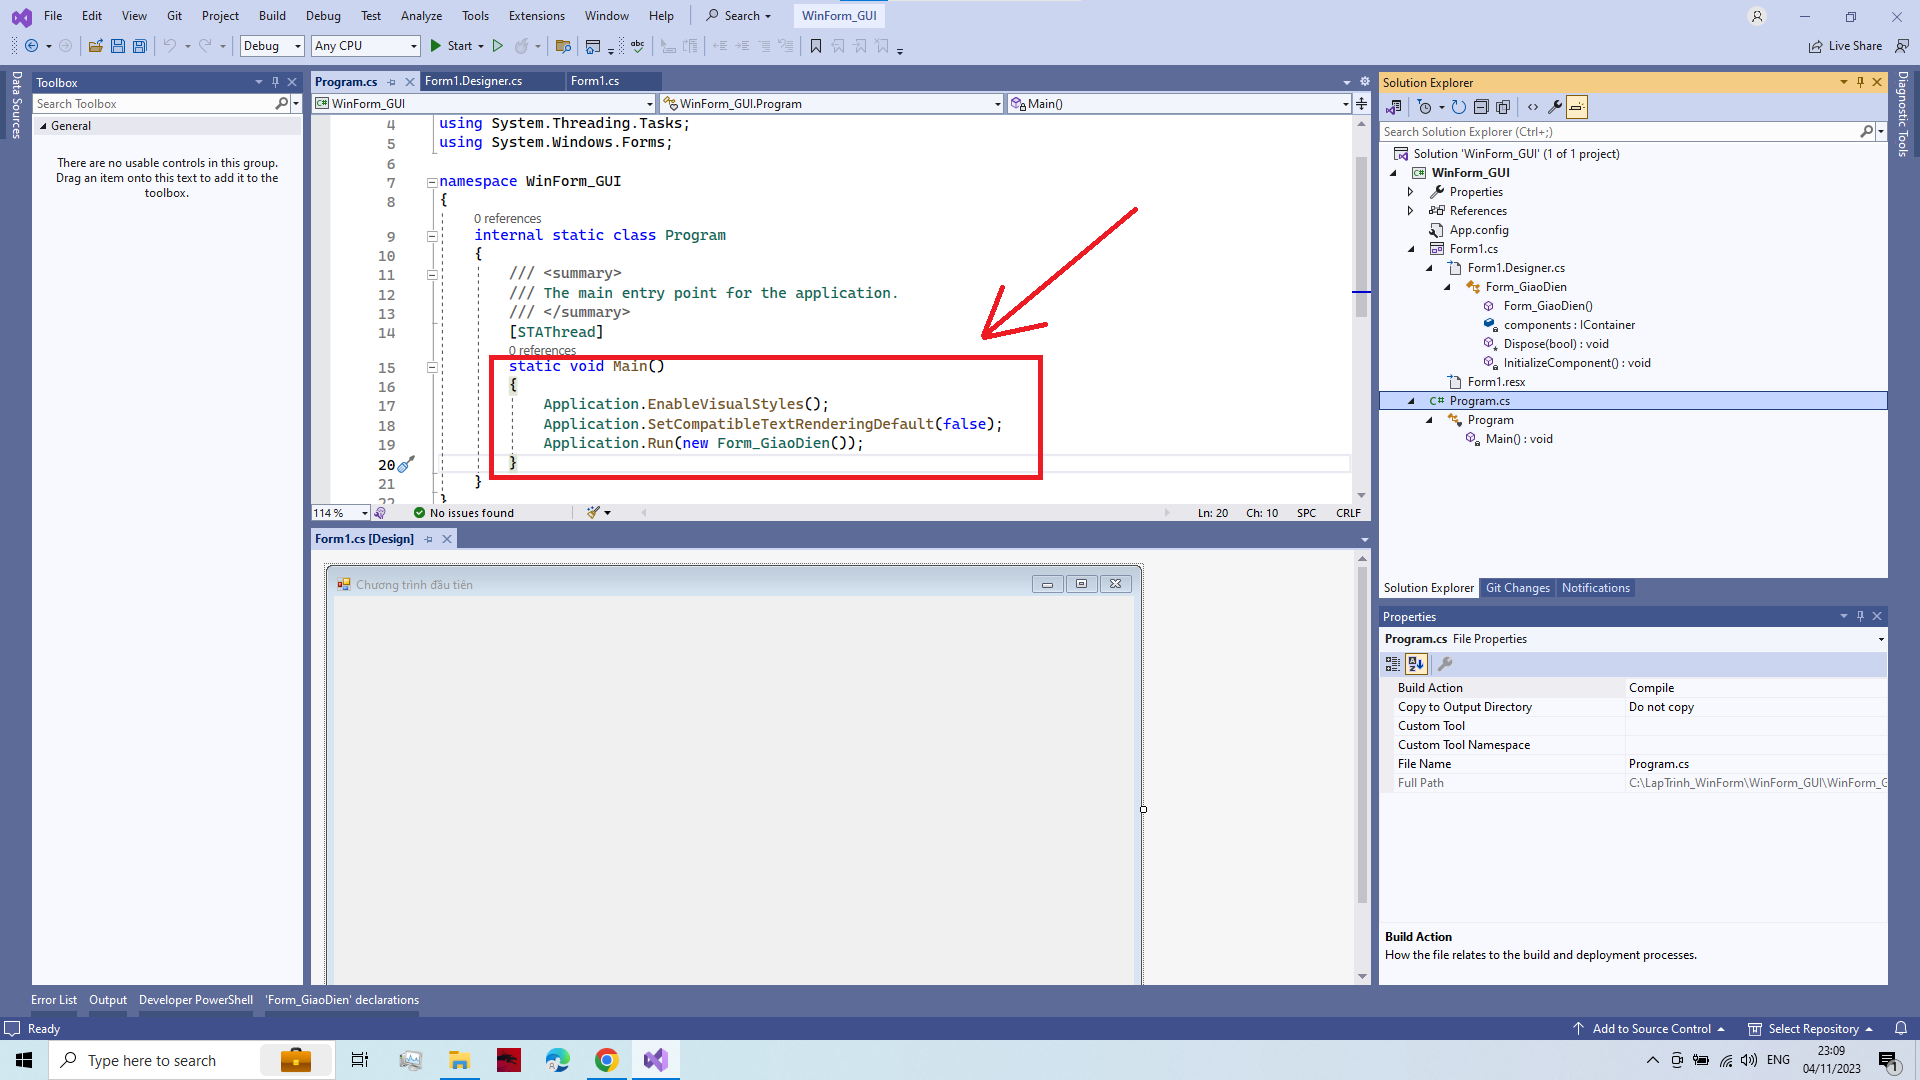 File Edit View Git Project Build Debug Test Analyze Tools Extensions Window Help Search WinForm_GUI
Debug Any CPU Start Live Share
Data Sources
Toolbox
Search Toolbox
General
There are no usable controls in this group.
Drag an item onto this text to add it to the
toolbox.
Program.cs Form1.Designer.cs Form1.cs
WinForm_GUI WinForm_GUI.Program Main()
4 using System.Threading.Tasks;
5 using System.Windows.Forms;
6
7 namespace WinForm_GUI
8 {
0 references
9 internal static class Program
10 {
11 /// <summary>
12 /// The main entry point for the application.
13 /// </summary>
14 [STAThread]
0 references
15 static void Main()
16 {
17 Application.EnableVisualStyles();
18 Application.SetCompatibleTextRenderingDefault(false);
19 Application.Run(new Form_GiaoDien());
20 }
21 }
22 }
114 % No issues found Ln: 20 Ch: 10 SPC CRLF
Form1.cs [Design]
Chương trình đầu tiên
Solution Explorer
Search Solution Explorer (Ctrl+;)
Solution 'WinForm_GUI' (1 of 1 project)
WinForm_GUI
Properties
References
App.config
Form1.cs
Form1.Designer.cs
Form_GiaoDien
Form_GiaoDien()
components : IContainer
Dispose(bool) : void
InitializeComponent() : void
Form1.resx
C# Program.cs
Program
Main() : void
Solution Explorer Git Changes Notifications
Properties
Program.cs File Properties
Build Action Compile
Copy to Output Directory Do not copy
Custom Tool
Custom Tool Namespace
File Name Program.cs
Full Path C:\LapTrinh_WinForm\WinForm_GUI\WinForm_G
Build Action
How the file relates to the build and deployment processes.
Diagnostic Tools
Error List Output Developer PowerShell 'Form_GiaoDien' declarations
Ready Add to Source Control Select Repository
Type here to search ENG 23:09
04/11/2023 1